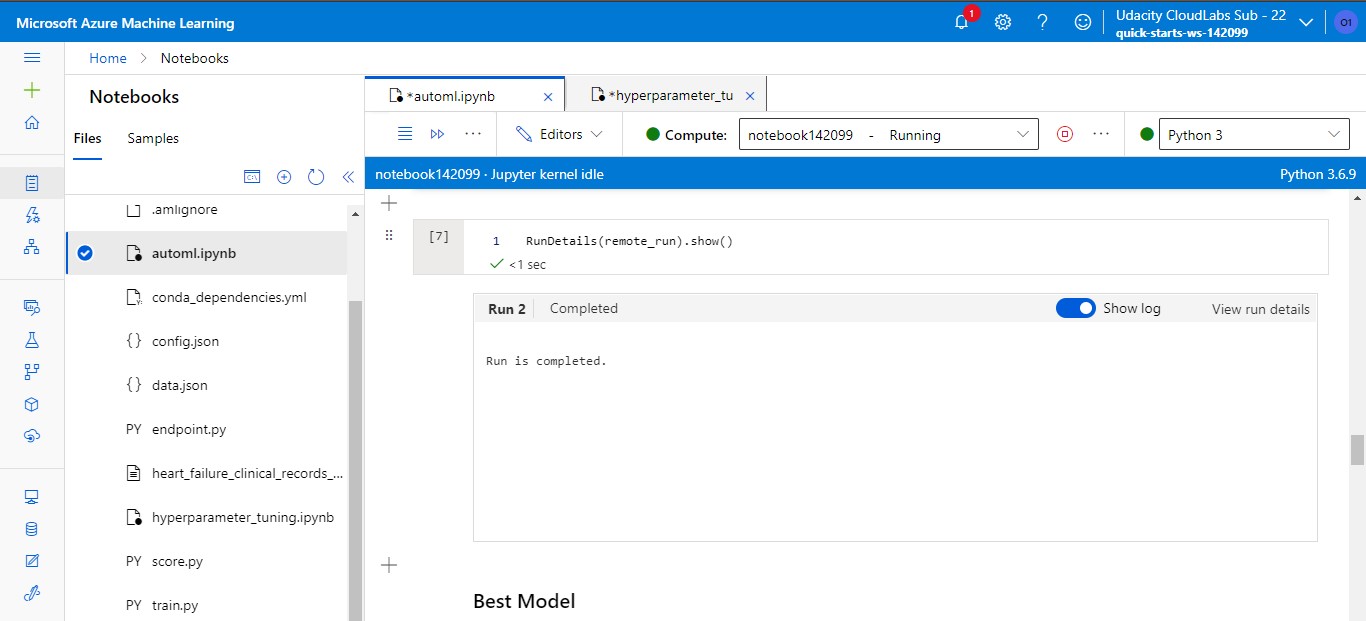 Microsoft Azure Machine Learning
1
Udacity CloudLabs Sub - 22
quick-starts-ws-142099
O1
Home > Notebooks
Notebooks
Files Samples
.amlignore
automl.ipynb
conda_dependencies.yml
{} config.json
{} data.json
PY endpoint.py
heart_failure_clinical_records_...
hyperparameter_tuning.ipynb
PY score.py
PY train.py
*automl.ipynb
*hyperparameter_tu
Editors
Compute:
notebook142099 - Running
Python 3
notebook142099 · Jupyter kernel idle
Python 3.6.9
[7]
1 RunDetails(remote_run).show()
<1 sec
Run 2 Completed
Show log
View run details
Run is completed.
Best Model